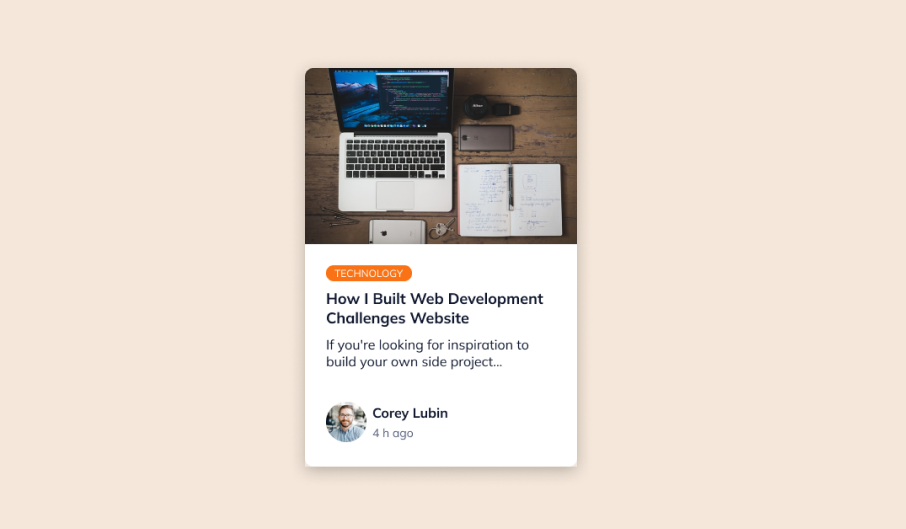 TECHNOLOGY
How I Built Web Development
Challenges Website
If you're looking for inspiration to
build your own side project...
Corey Lubin
4 h ago